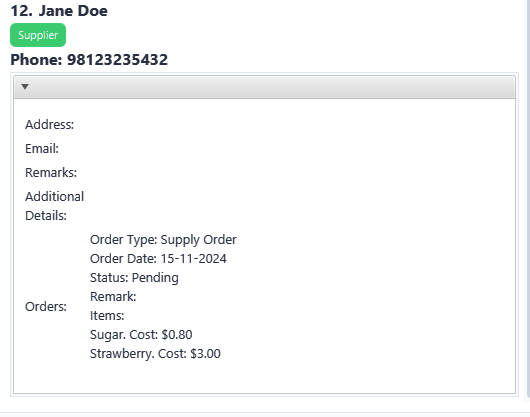 12. Jane Doe
Supplier
Phone: 98123235432
Address:
Email:
Remarks:
Additional
Details:
Orders:
Order Type: Supply Order
Order Date: 15-11-2024
Status: Pending
Remark:
Items:
Sugar. Cost: $0.80
Strawberry. Cost: $3.00